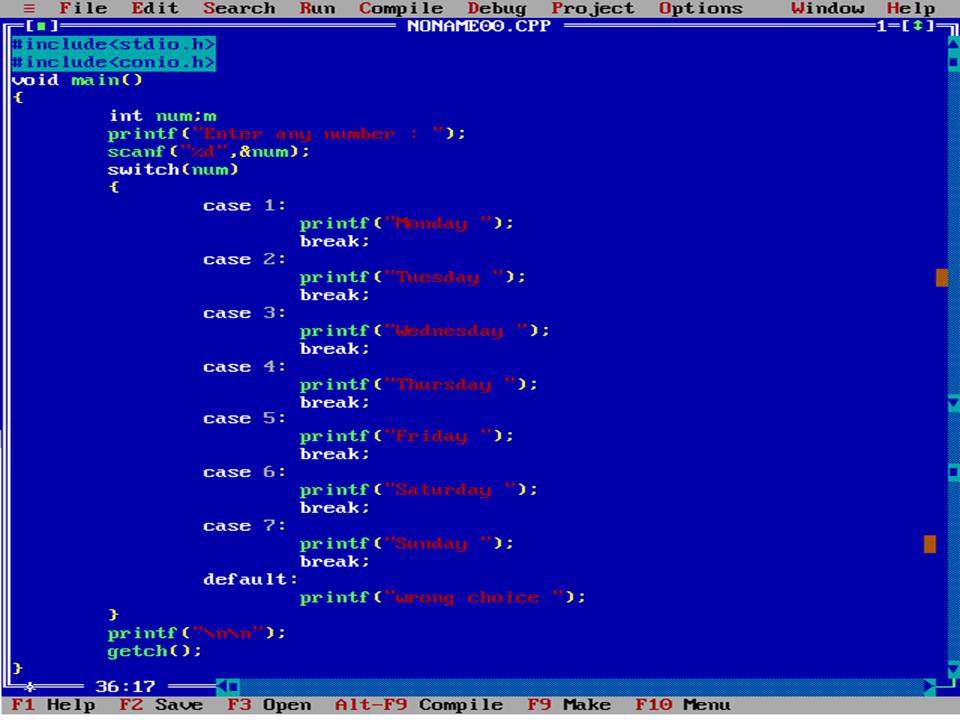 ≡ File Edit Search Run Compile Debug Project Options Window Help
[■] NONAME00.CPP 1=[↕]
#include<stdio.h>
#include<conio.h>
void main()
{
int num;m
printf("Enter any number : ");
scanf("%d",&num);
switch(num)
{
case 1:
printf("Monday ");
break;
case 2:
printf("Tuesday ");
break;
case 3:
printf("Wednesday ");
break;
case 4:
printf("Thursday ");
break;
case 5:
printf("Friday ");
break;
case 6:
printf("Saturday ");
break;
case 7:
printf("Sunday ");
break;
default:
printf("wrong choice ");
}
printf("\n\n");
getch();
}
36:17
F1 Help F2 Save F3 Open Alt-F9 Compile F9 Make F10 Menu